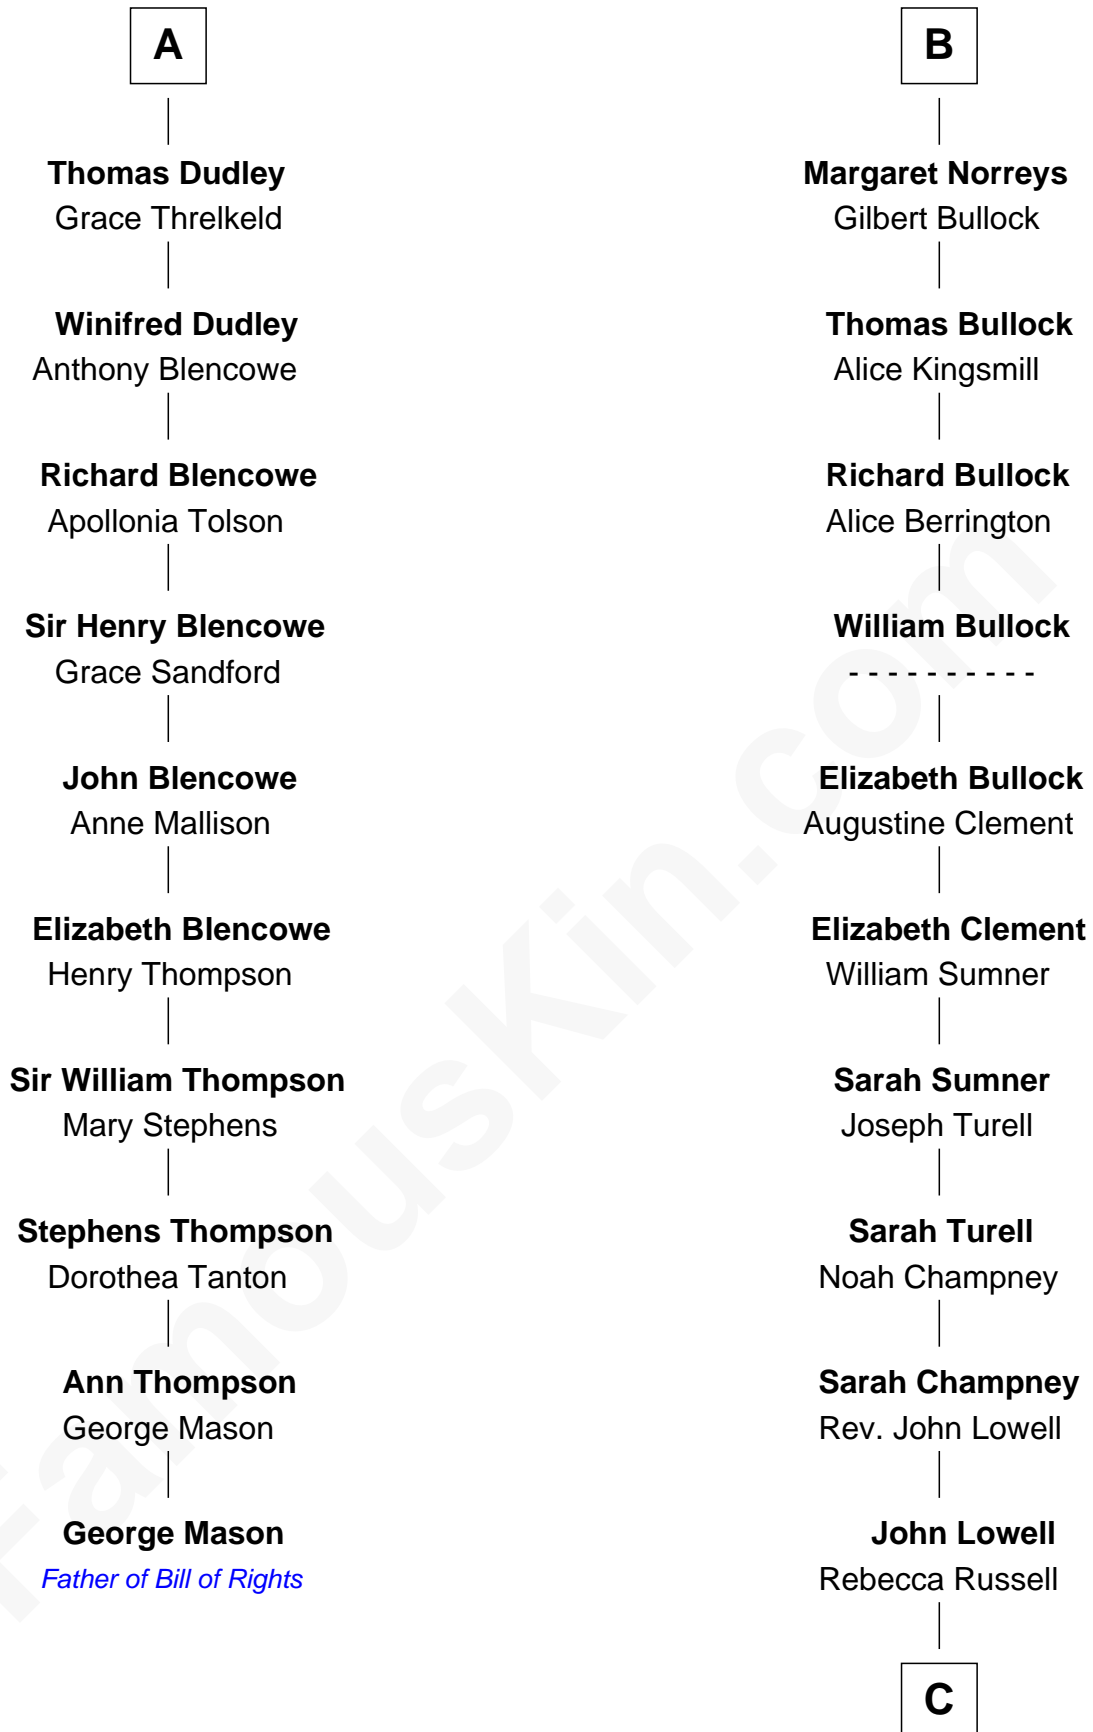 A
Thomas Dudley
Grace Threlkeld
Winifred Dudley
Anthony Blencowe
Richard Blencowe
Apollonia Tolson
Sir Henry Blencowe
Grace Sandford
John Blencowe
Anne Mallison
Elizabeth Blencowe
Henry Thompson
Sir William Thompson
Mary Stephens
Stephens Thompson
Dorothea Tanton
Ann Thompson
George Mason
George Mason
Father of Bill of Rights
B
Margaret Norreys
Gilbert Bullock
Thomas Bullock
Alice Kingsmill
Richard Bullock
Alice Berrington
William Bullock
- - - - - - - - - -
Elizabeth Bullock
Augustine Clement
Elizabeth Clement
William Sumner
Sarah Sumner
Joseph Turell
Sarah Turell
Noah Champney
Sarah Champney
Rev. John Lowell
John Lowell
Rebecca Russell
C
FamousKin.com